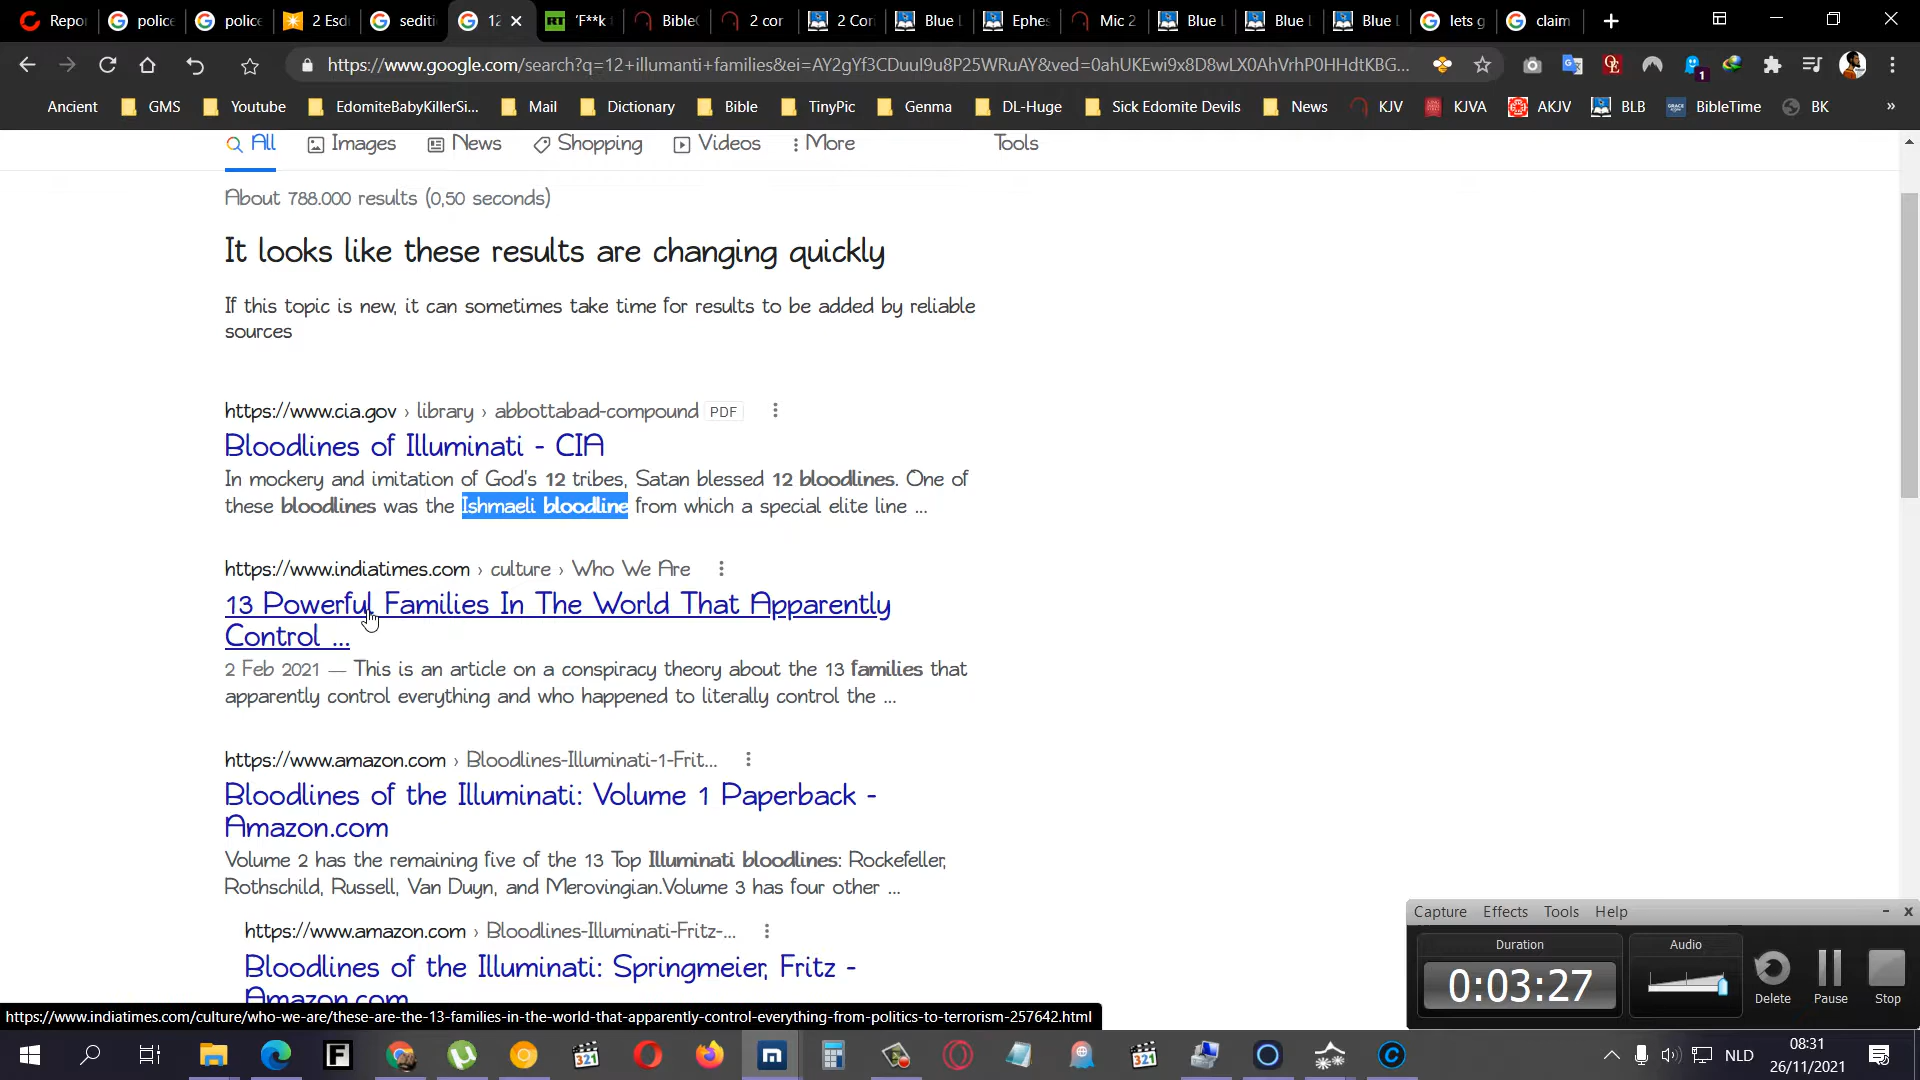 Repor
police
police
2 Esd
seditio
12
'F**k
Bible
2 cor
2 Cor
Blue L
Ephes
Mic 2
Blue L
Blue L
Blue L
lets g
claim
https://www.google.com/search?q=12+illumanti+families&ei=AY2gYf3CDuuI9u8P25WRuAY&ved=0ahUKEwi9x8D8wLX0AhVrhP0HHdtKBG...
Ancient
GMS
Youtube
EdomiteBabyKillerSi...
Mail
Dictionary
Bible
TinyPic
Genma
DL-Huge
Sick Edomite Devils
News
KJV
KJVA
AKJV
BLB
BibleTime
BK
»
All
Images
News
Shopping
Videos
More
Tools
About 788.000 results (0,50 seconds)
It looks like these results are changing quickly
If this topic is new, it can sometimes take time for results to be added by reliable
sources
https://www.cia.gov › library › abbottabad-compound PDF
Bloodlines of Illuminati - CIA
In mockery and imitation of God's 12 tribes, Satan blessed 12 bloodlines. One of
these bloodlines was the Ishmaeli bloodline from which a special elite line ...
https://www.indiatimes.com › culture › Who We Are
13 Powerful Families In The World That Apparently
Control ...
2 Feb 2021 — This is an article on a conspiracy theory about the 13 families that
apparently control everything and who happened to literally control the ...
https://www.amazon.com › Bloodlines-Illuminati-1-Frit...
Bloodlines of the Illuminati: Volume 1 Paperback -
Amazon.com
Volume 2 has the remaining five of the 13 Top Illuminati bloodlines: Rockefeller,
Rothschild, Russell, Van Duyn, and Merovingian.Volume 3 has four other ...
https://www.amazon.com › Bloodlines-Illuminati-Fritz-...
Bloodlines of the Illuminati: Springmeier, Fritz -
Amazon.com
https://www.indiatimes.com/culture/who-we-are/these-are-the-13-families-in-the-world-that-apparently-control-everything-from-politics-to-terrorism-257642.html
Capture Effects Tools Help
Duration
0:03:27
Audio
Delete
Pause
Stop
NLD
08:31
26/11/2021